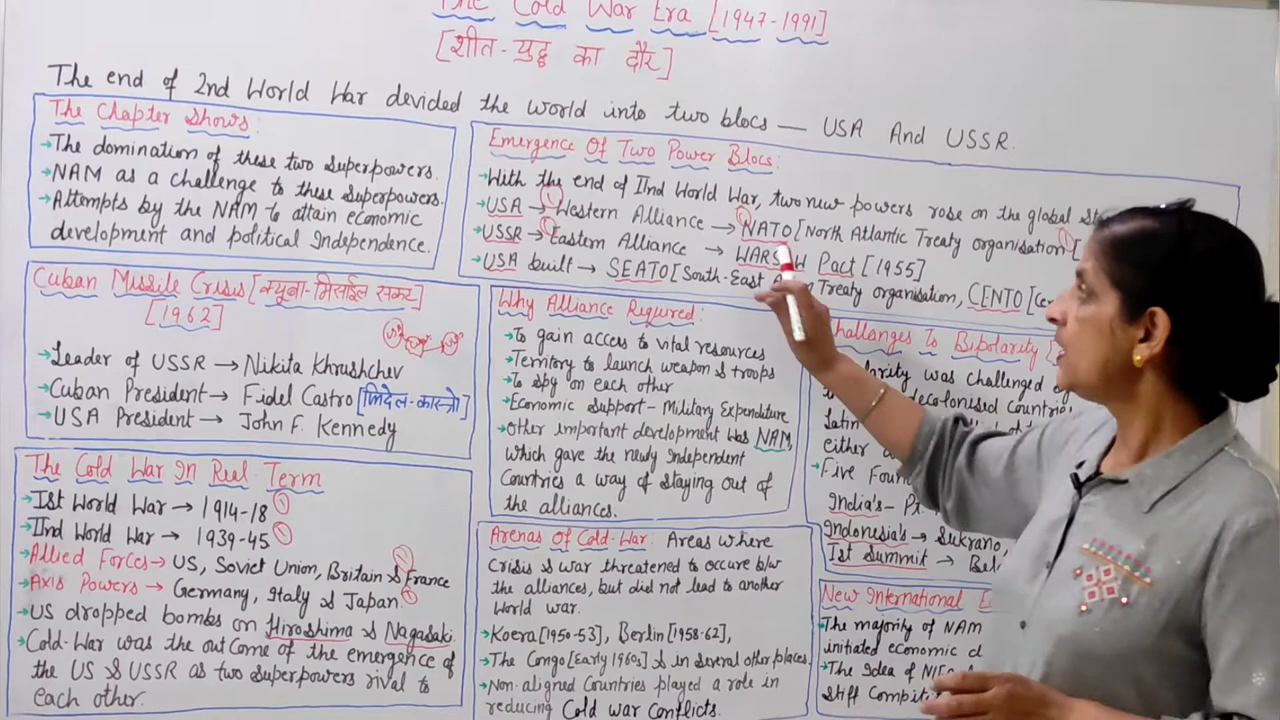 The Cold War Era [1947-1991]
[शीत-युद्ध का दौर]
The end of 2nd World War devided the world into two blocs — USA And USSR.
The Chapter Shows:
→The domination of these two superpowers.
→NAM as a challenge to these superpowers.
→Attempts by the NAM to attain economic
development and political Independence.
Emergence Of Two Power Blocs:
→With the end of IInd World War, two new powers rose on the global
→USA → Western Alliance → NATO [North Atlantic Treaty organisation
→USSR → Eastern Alliance → WARSAW Pact [1955]
→USA built → SEATO [South-East Treaty organisation, CENTO
Cuban Missile Crisis [क्यूबा-मिसाईल संकट]
[1962]
→Leader of USSR → Nikita Khrushchev
→Cuban President → Fidel Castro [फिदेल-कास्त्रो]
→USA President → John F. Kennedy
Why Alliance Required:
→To gain access to vital resources
→Territory to launch weapons & troops
→To spy on each other
→Economic support - Military Expenditure
→Other important development was NAM,
which gave the newly Independent
Countries a way of staying out of
the alliances.
Challenges To Bipolarity
was challenged
decolonised Countri
Latin
either
→Five Foun
India's -
Indonesia's → Sukrano,
Ist Summit → Bel
The Cold War In Real Term
→Ist World War → 1914-18
→IInd World War → 1939-45
→Allied Forces → US, Soviet Union, Britain & France
→Axis Powers → Germany, Italy & Japan.
→US dropped bombs on Hiroshima & Nagasaki.
→Cold-War was the outcome of the emergence of
the US & USSR as two superpowers rival to
each other.
Arenas Of Cold-War: Areas where
Crisis & war threatened to occure b/w
the alliances, but did not lead to another
World war.
→Koera [1950-53], Berlin [1958-62],
→The Congo [Early 1960s] & in several other places.
→Non-aligned Countries played a role in
reducing Cold war conflicts.
New International E
→The majority of NAM
initiated economic d
→The Idea of
stiff Compit